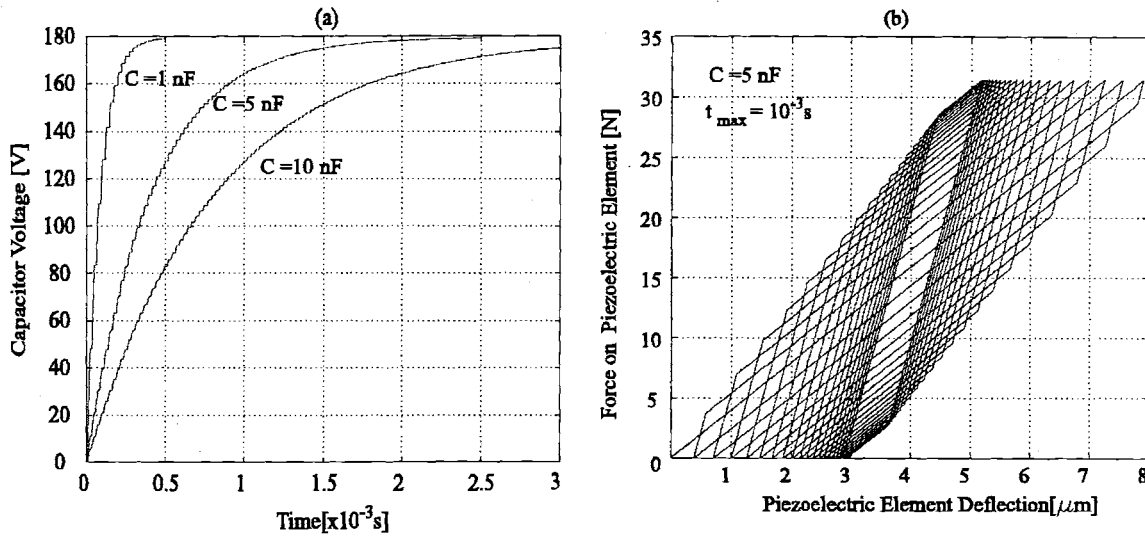 (a)
180
160
140
120
100
80
60
40
20
0
Capacitor Voltage [V]
C =1 nF
C =5 nF
C =10 nF
0 0.5 1 1.5 2 2.5 3
Time[x10⁻³s]
(b)
35
30
25
20
15
10
5
0
Force on Piezoelectric Element [N]
C =5 nF
t max = 10⁻³s
1 2 3 4 5 6 7 8
Piezoelectric Element Deflection[μm]